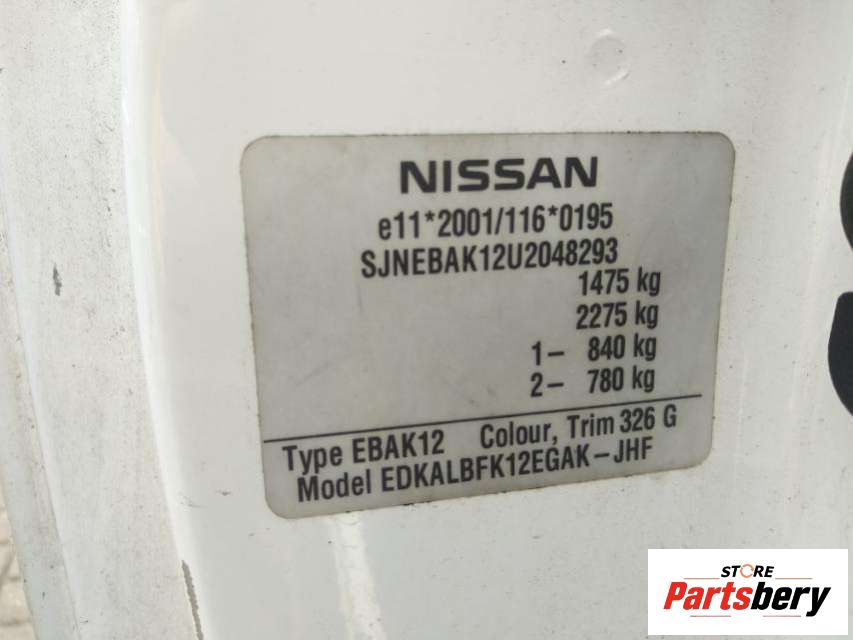 NISSAN
e11*2001/116*0195
SJNEBAK12U2048293
1475 kg
2275 kg
1- 840 kg
2- 780 kg
Type EBAK12 Colour, Trim 326 G
Model EDKALBFK12EGAK-JHF
STORE
Partsbery